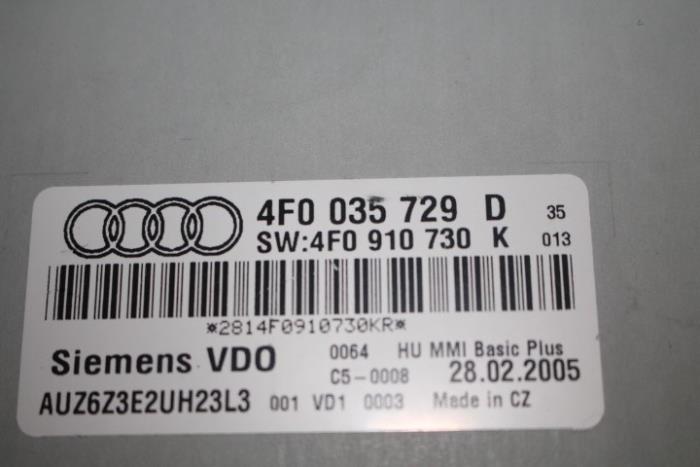 4F0 035 729 D 35
SW:4F0 910 730 K 013
*2814F0910730KR*
Siemens VDO 0064 HU MMI Basic Plus
C5-0008 28.02.2005
AUZ6Z3E2UH23L3 001 VD1 0003 Made in CZ